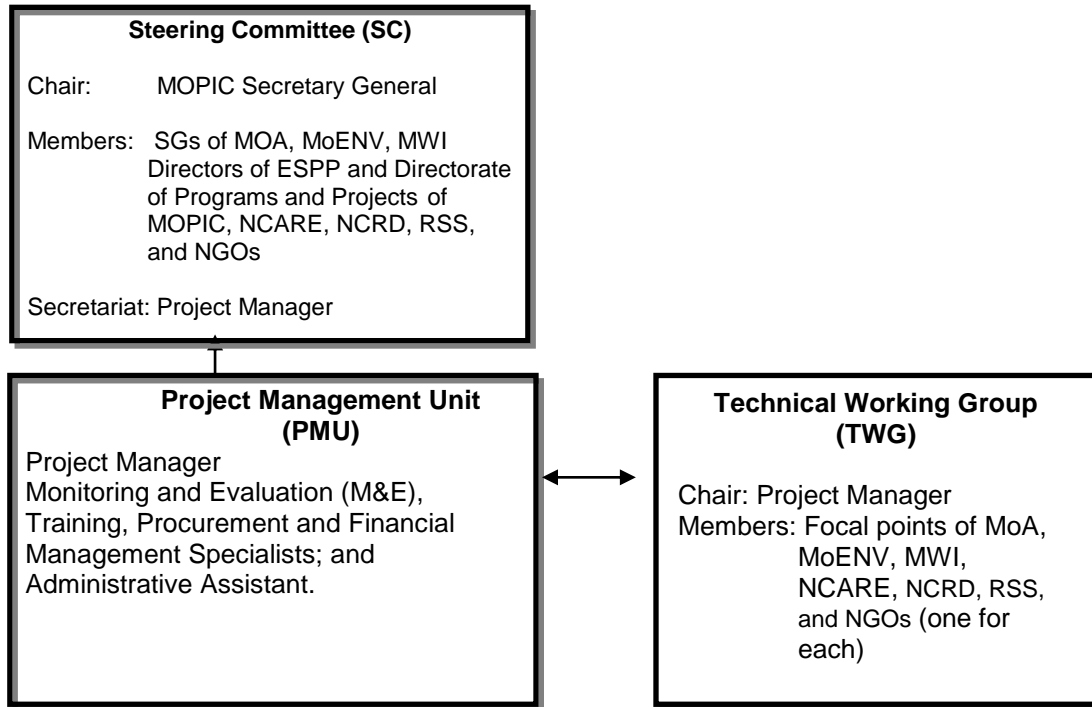 Steering Committee (SC)
Chair: MOPIC Secretary General
Members: SGs of MOA, MoENV, MWI
Directors of ESPP and Directorate
of Programs and Projects of
MOPIC, NCARE, NCRD, RSS,
and NGOs
Secretariat: Project Manager
Project Management Unit
(PMU)
Project Manager
Monitoring and Evaluation (M&E),
Training, Procurement and Financial
Management Specialists; and
Administrative Assistant.
Technical Working Group
(TWG)
Chair: Project Manager
Members: Focal points of MoA,
MoENV, MWI,
NCARE, NCRD, RSS,
and NGOs (one for
each)